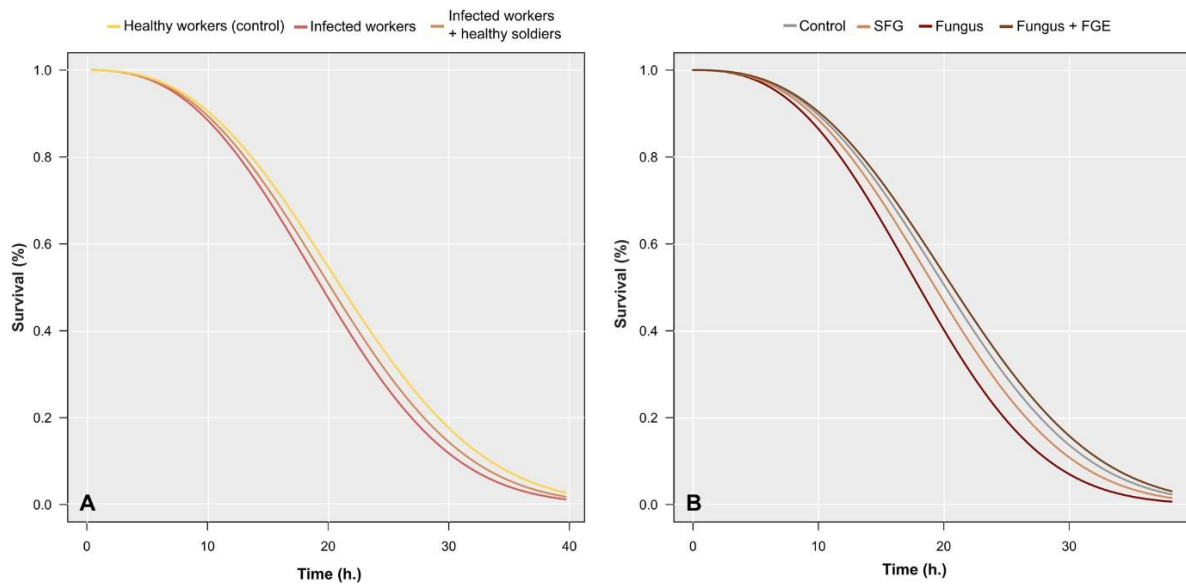 Healthy workers (control)
Infected workers
Infected workers
+ healthy soldiers
1.0
0.8
0.6
0.4
0.2
0.0
Survival (%)
A
0
10
20
30
40
Time (h.)
Control
SFG
Fungus
Fungus + FGE
1.0
0.8
0.6
0.4
0.2
0.0
Survival (%)
B
0
10
20
30
Time (h.)